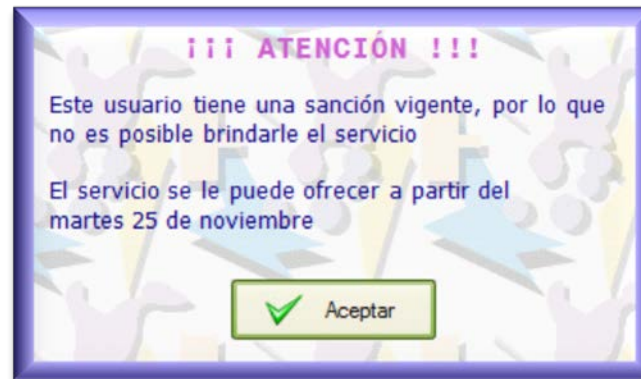 ¡¡¡ ATENCIÓN !!!
Este usuario tiene una sanción vigente, por lo que
no es posible brindarle el servicio
El servicio se le puede ofrecer a partir del
martes 25 de noviembre
Aceptar